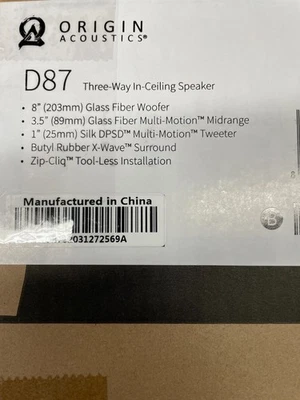 ORIGIN
ACOUSTICS®
D87 Three-Way In-Ceiling Speaker
• 8" (203mm) Glass Fiber Woofer
• 3.5" (89mm) Glass Fiber Multi-Motion™ Midrange
• 1" (25mm) Silk DPSD™ Multi-Motion™ Tweeter
• Butyl Rubber X-Wave™ Surround
• Zip-Cliq™ Tool-Less Installation
Manufactured in China